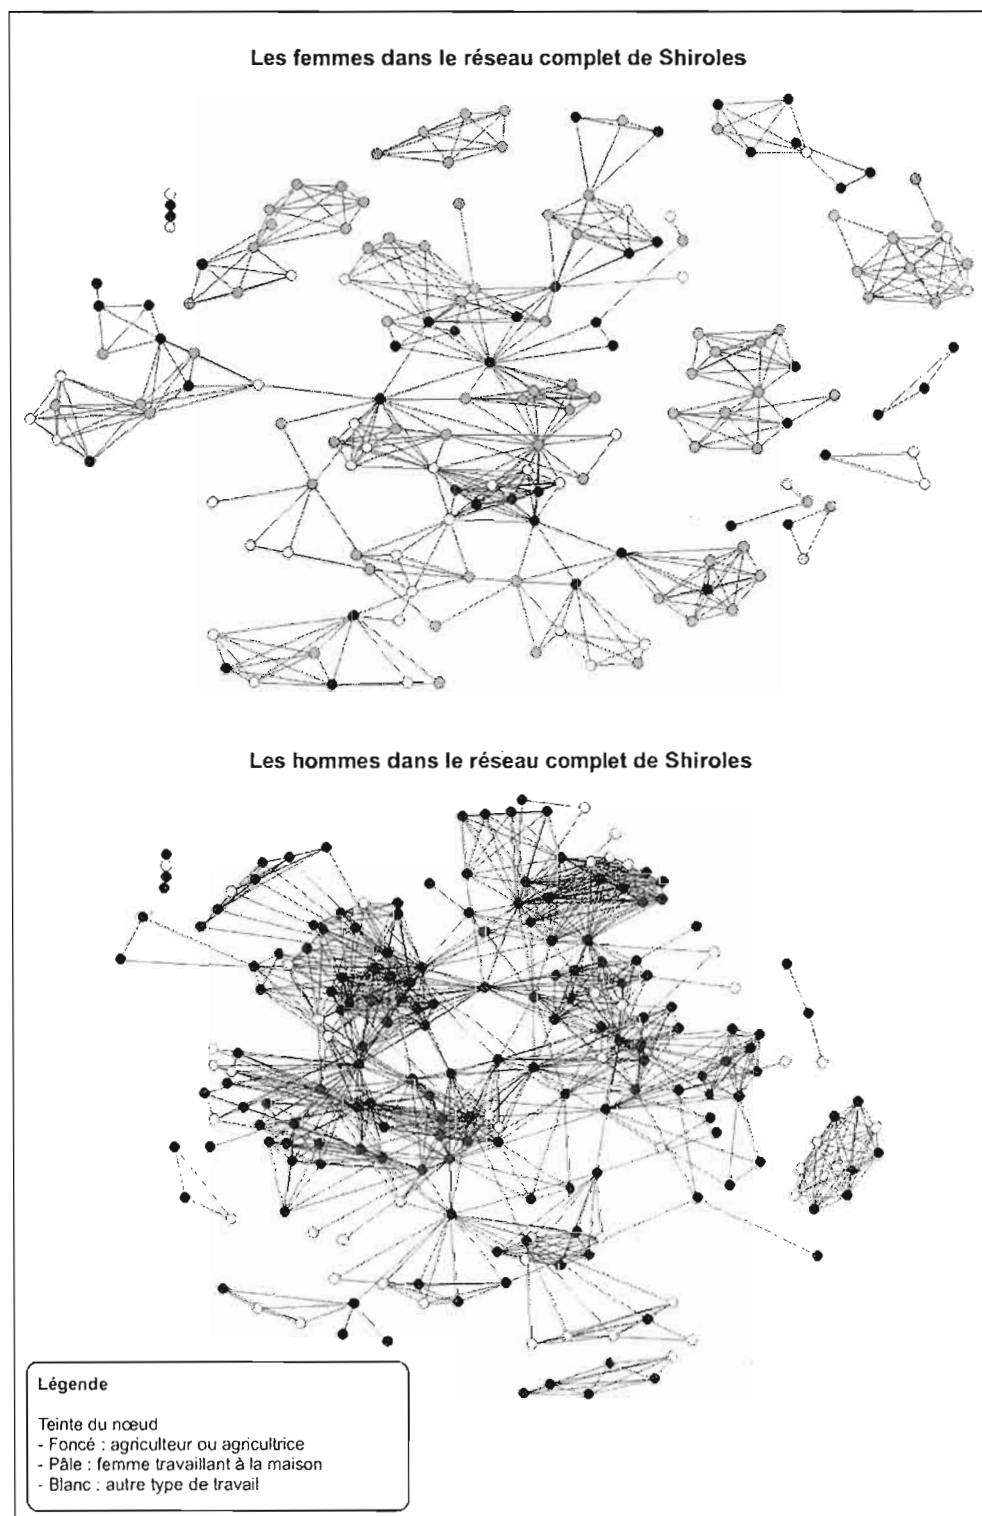 Les femmes dans le réseau complet de Shiroles
Les hommes dans le réseau complet de Shiroles
Légende
Teinte du nœud
- Foncé : agriculteur ou agricultrice
- Pâle : femme travaillant à la maison
- Blanc : autre type de travail